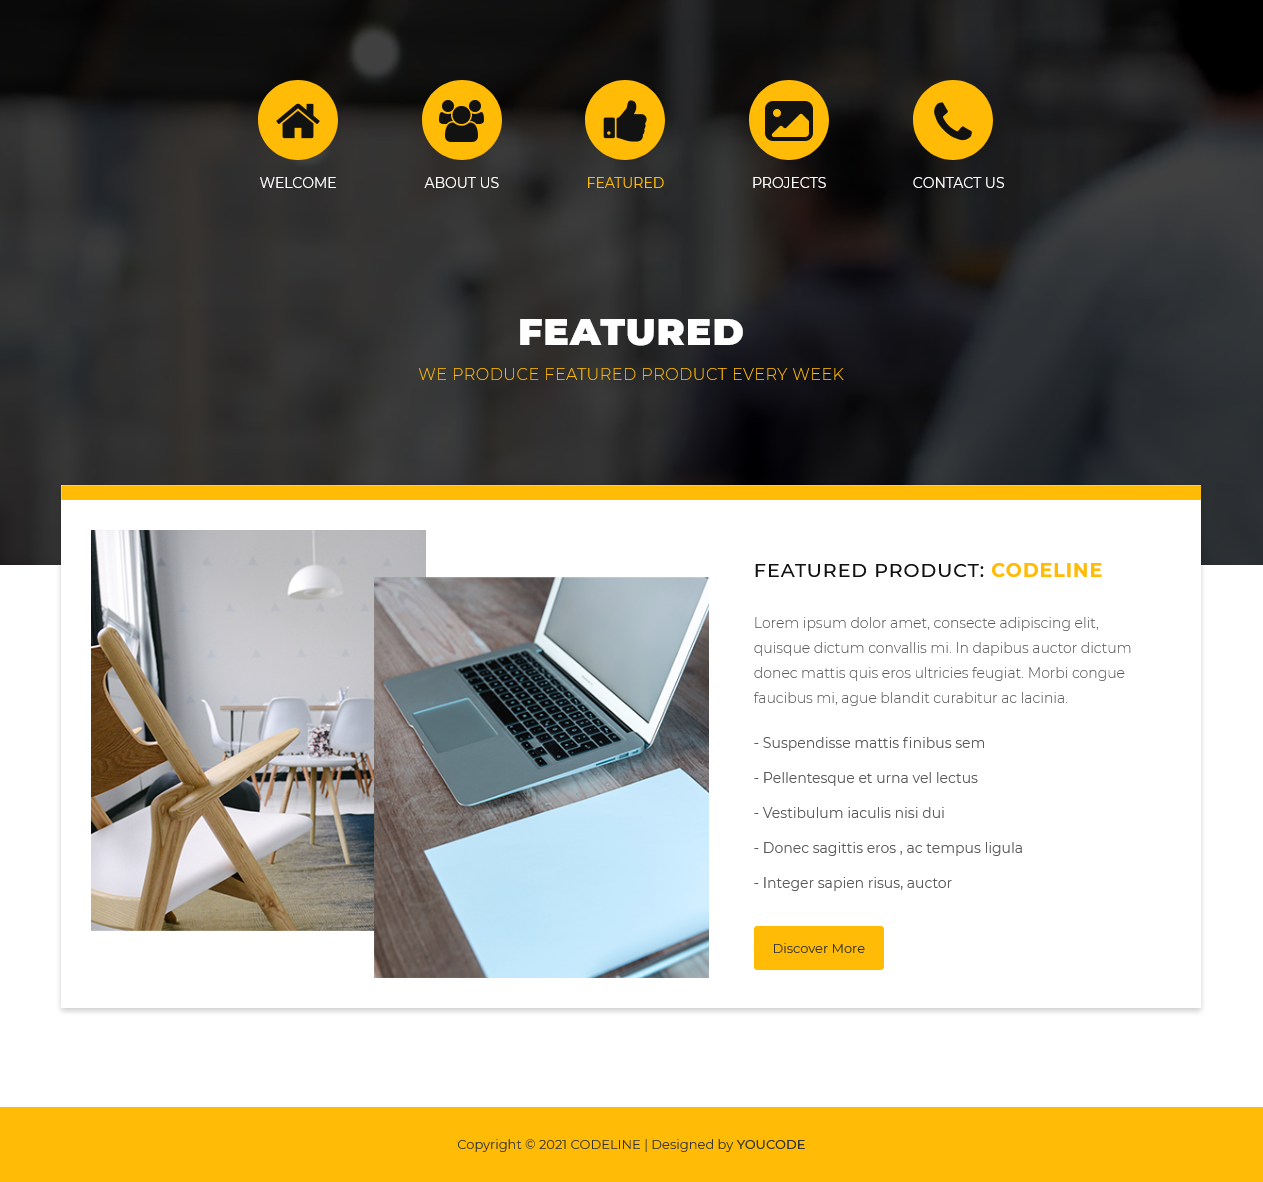 WELCOME
ABOUT US
FEATURED
PROJECTS
CONTACT US
FEATURED
WE PRODUCE FEATURED PRODUCT EVERY WEEK
FEATURED PRODUCT: CODELINE
Lorem ipsum dolor amet, consecte adipiscing elit,
quisque dictum convallis mi. In dapibus auctor dictum
donec mattis quis eros ultricies feugiat. Morbi congue
faucibus mi, ague blandit curabitur ac lacinia.
- Suspendisse mattis finibus sem
- Pellentesque et urna vel lectus
- Vestibulum iaculis nisi dui
- Donec sagittis eros , ac tempus ligula
- Integer sapien risus, auctor
Discover More
Copyright © 2021 CODELINE | Designed by YOUCODE